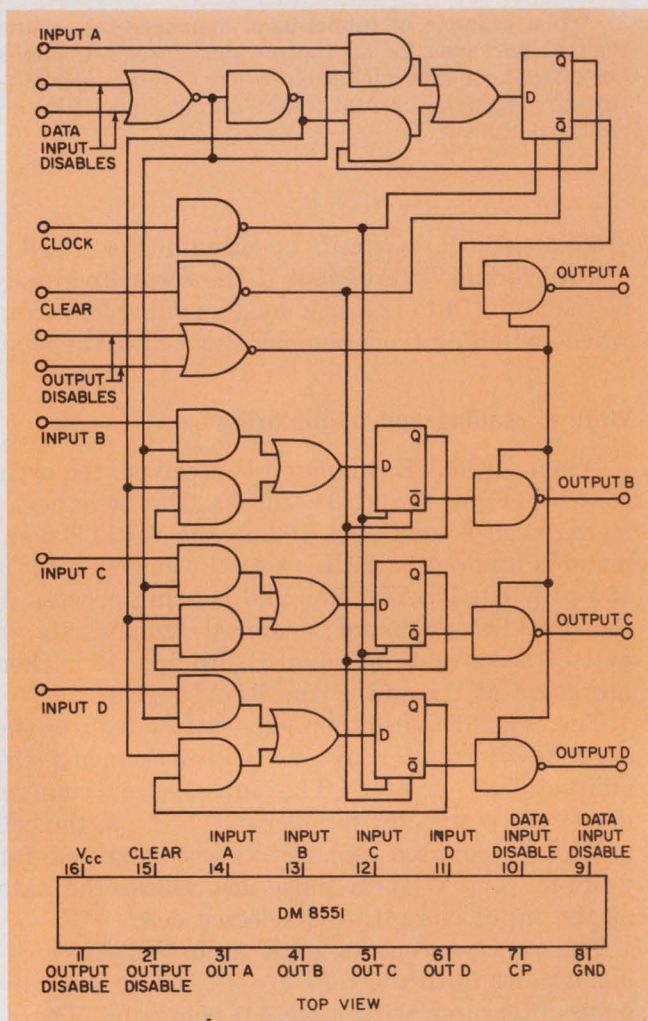 INPUT A
DATA
INPUT
DISABLES
D
Q
Q̅
CLOCK
CLEAR
OUTPUT
DISABLES
OUTPUT A
INPUT B
D
Q
Q̅
OUTPUT B
INPUT C
D
Q
Q̅
OUTPUT C
INPUT D
D
Q
Q̅
OUTPUT D
VCC CLEAR INPUT A INPUT B INPUT C INPUT D DATA INPUT DISABLE DATA INPUT DISABLE
16 15 14 13 12 11 10 9
DM 8551
1 2 3 4 5 6 7 8
OUTPUT DISABLE OUTPUT DISABLE OUT A OUT B OUT C OUT D CP GND
TOP VIEW